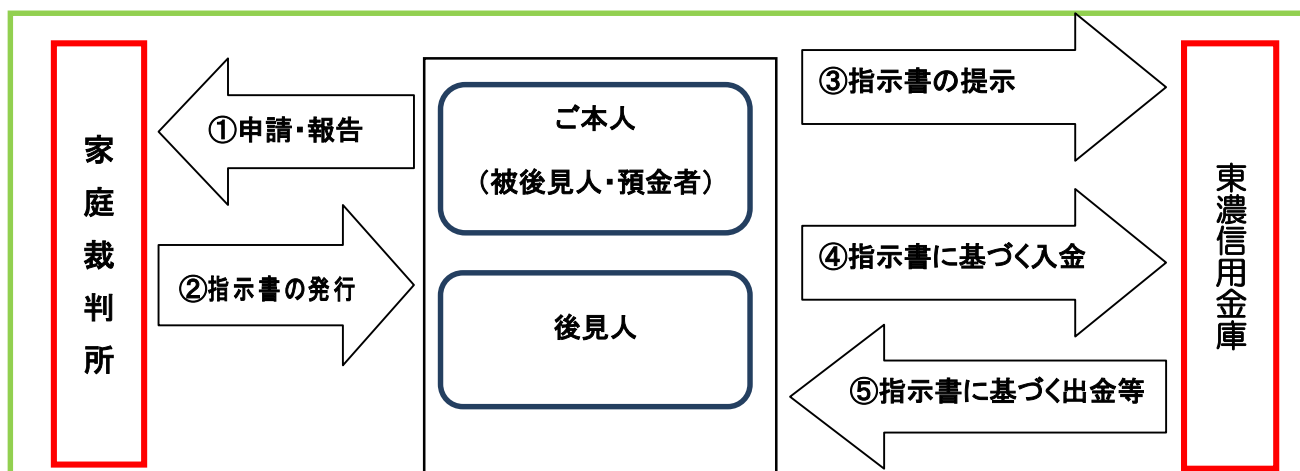 家庭裁判所
①申請・報告
②指示書の発行
ご本人
（被後見人・預金者）
後見人
③指示書の提示
④指示書に基づく入金
⑤指示書に基づく出金等
東濃信用金庫